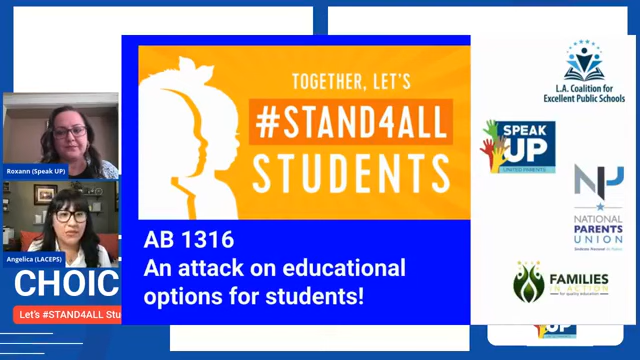 TOGETHER, LET'S
#STAND4ALL
STUDENTS
AB 1316
An attack on educational
options for students!
L.A. Coalition for
Excellent Public Schools
SPEAK
UP
UNITED PARENTS
NATIONAL
PARENTS
UNION
FAMILIES
IN ACTION
for quality education
Roxann (Speak UP)
Angelica (LACEPS)
CHOIC
Let's #STAND4ALL Stu
UP